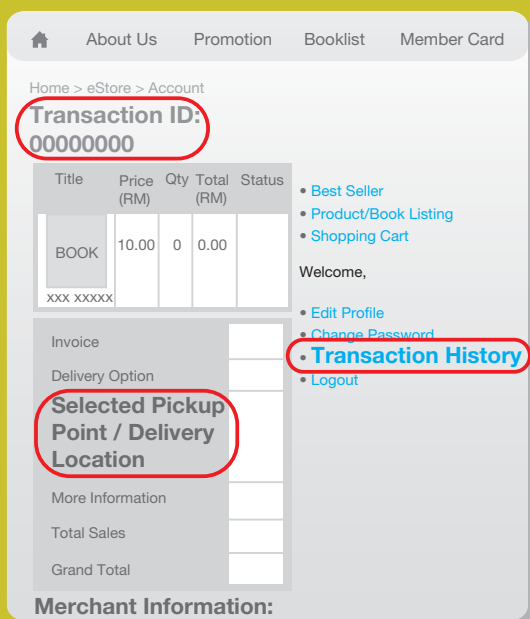 About Us Promotion Booklist Member Card
Home > eStore > Account
Transaction ID:
00000000
Title Price Qty Total Status
(RM) (RM)
BOOK 10.00 0 0.00
xxx xxxxx
Invoice
Delivery Option
Selected Pickup
Point / Delivery
Location
More Information
Total Sales
Grand Total
Merchant Information:
• Best Seller
• Product/Book Listing
• Shopping Cart
Welcome,
• Edit Profile
• Change Password
• Transaction History
• Logout